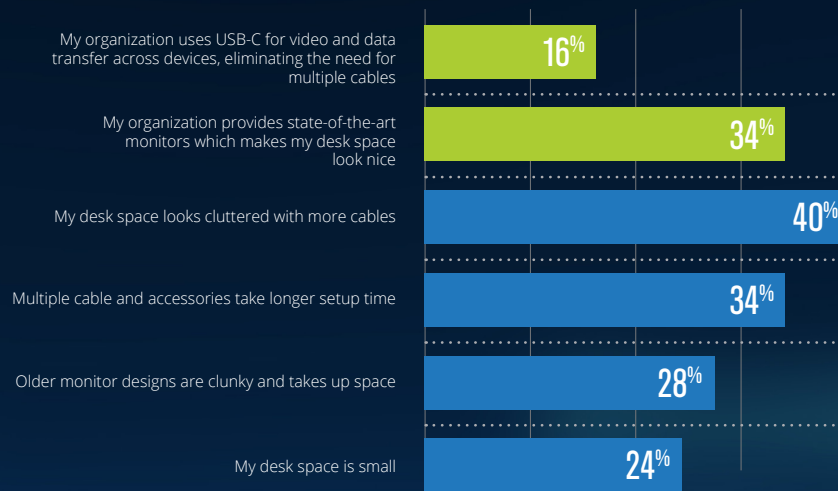 My organization uses USB-C for video and data
transfer across devices, eliminating the need for
multiple cables
16%
My organization provides state-of-the-art
monitors which makes my desk space
look nice
34%
My desk space looks cluttered with more cables
40%
Multiple cable and accessories take longer setup time
34%
Older monitor designs are clunky and takes up space
28%
My desk space is small
24%